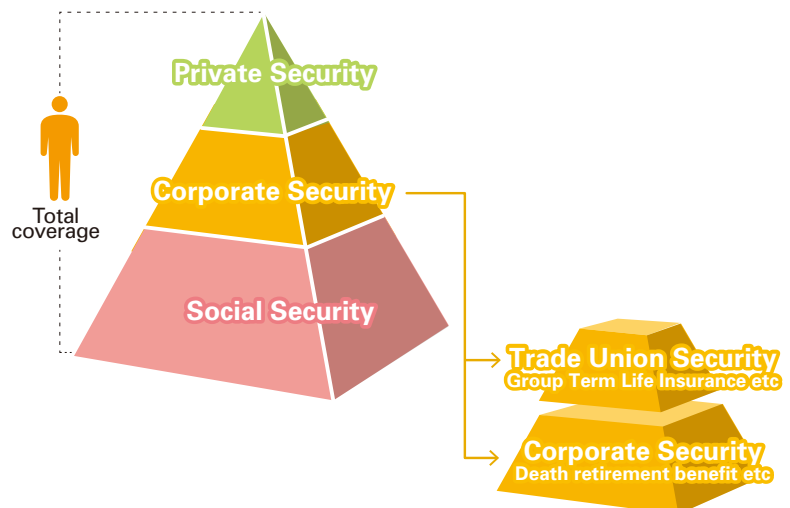 Private Security
Corporate Security
Total
coverage
Social Security
Trade Union Security
Group Term Life Insurance etc
Corporate Security
Death retirement benefit etc